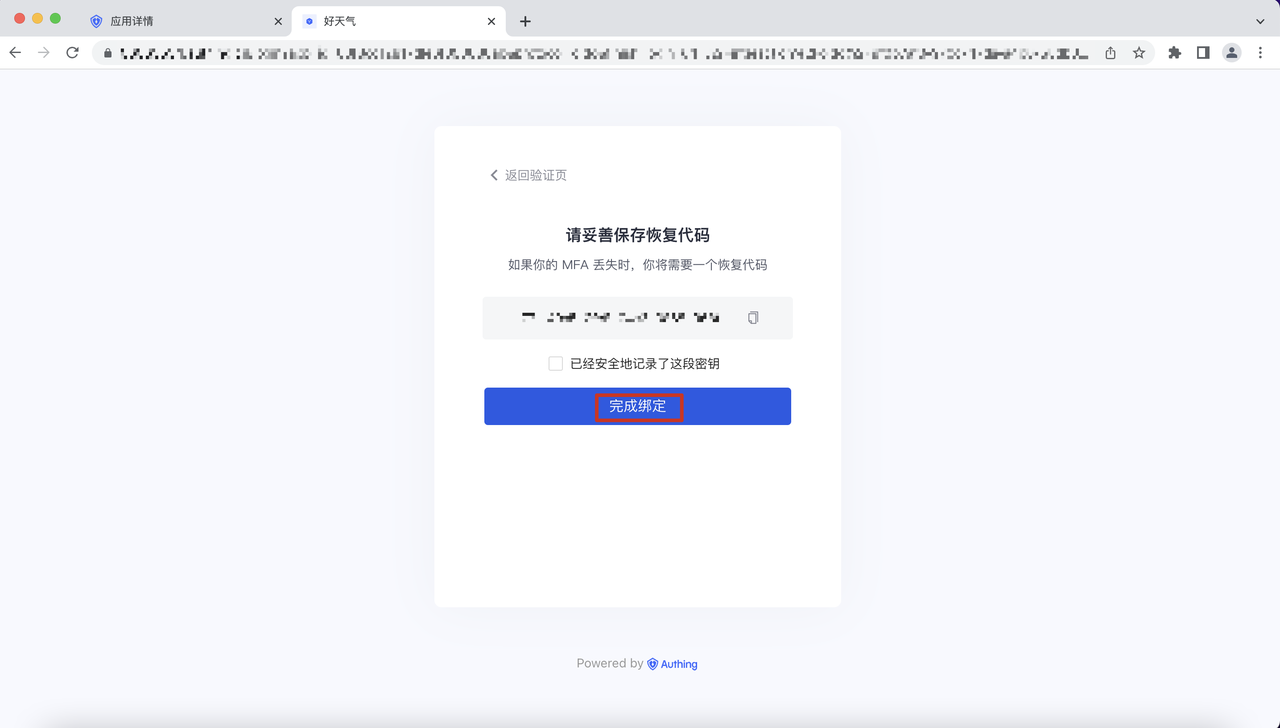 应用详情
好天气
返回验证页
请妥善保存恢复代码
如果你的 MFA 丢失时，你将需要一个恢复代码
已经安全地记录了这段密钥
完成绑定
Powered by Authing